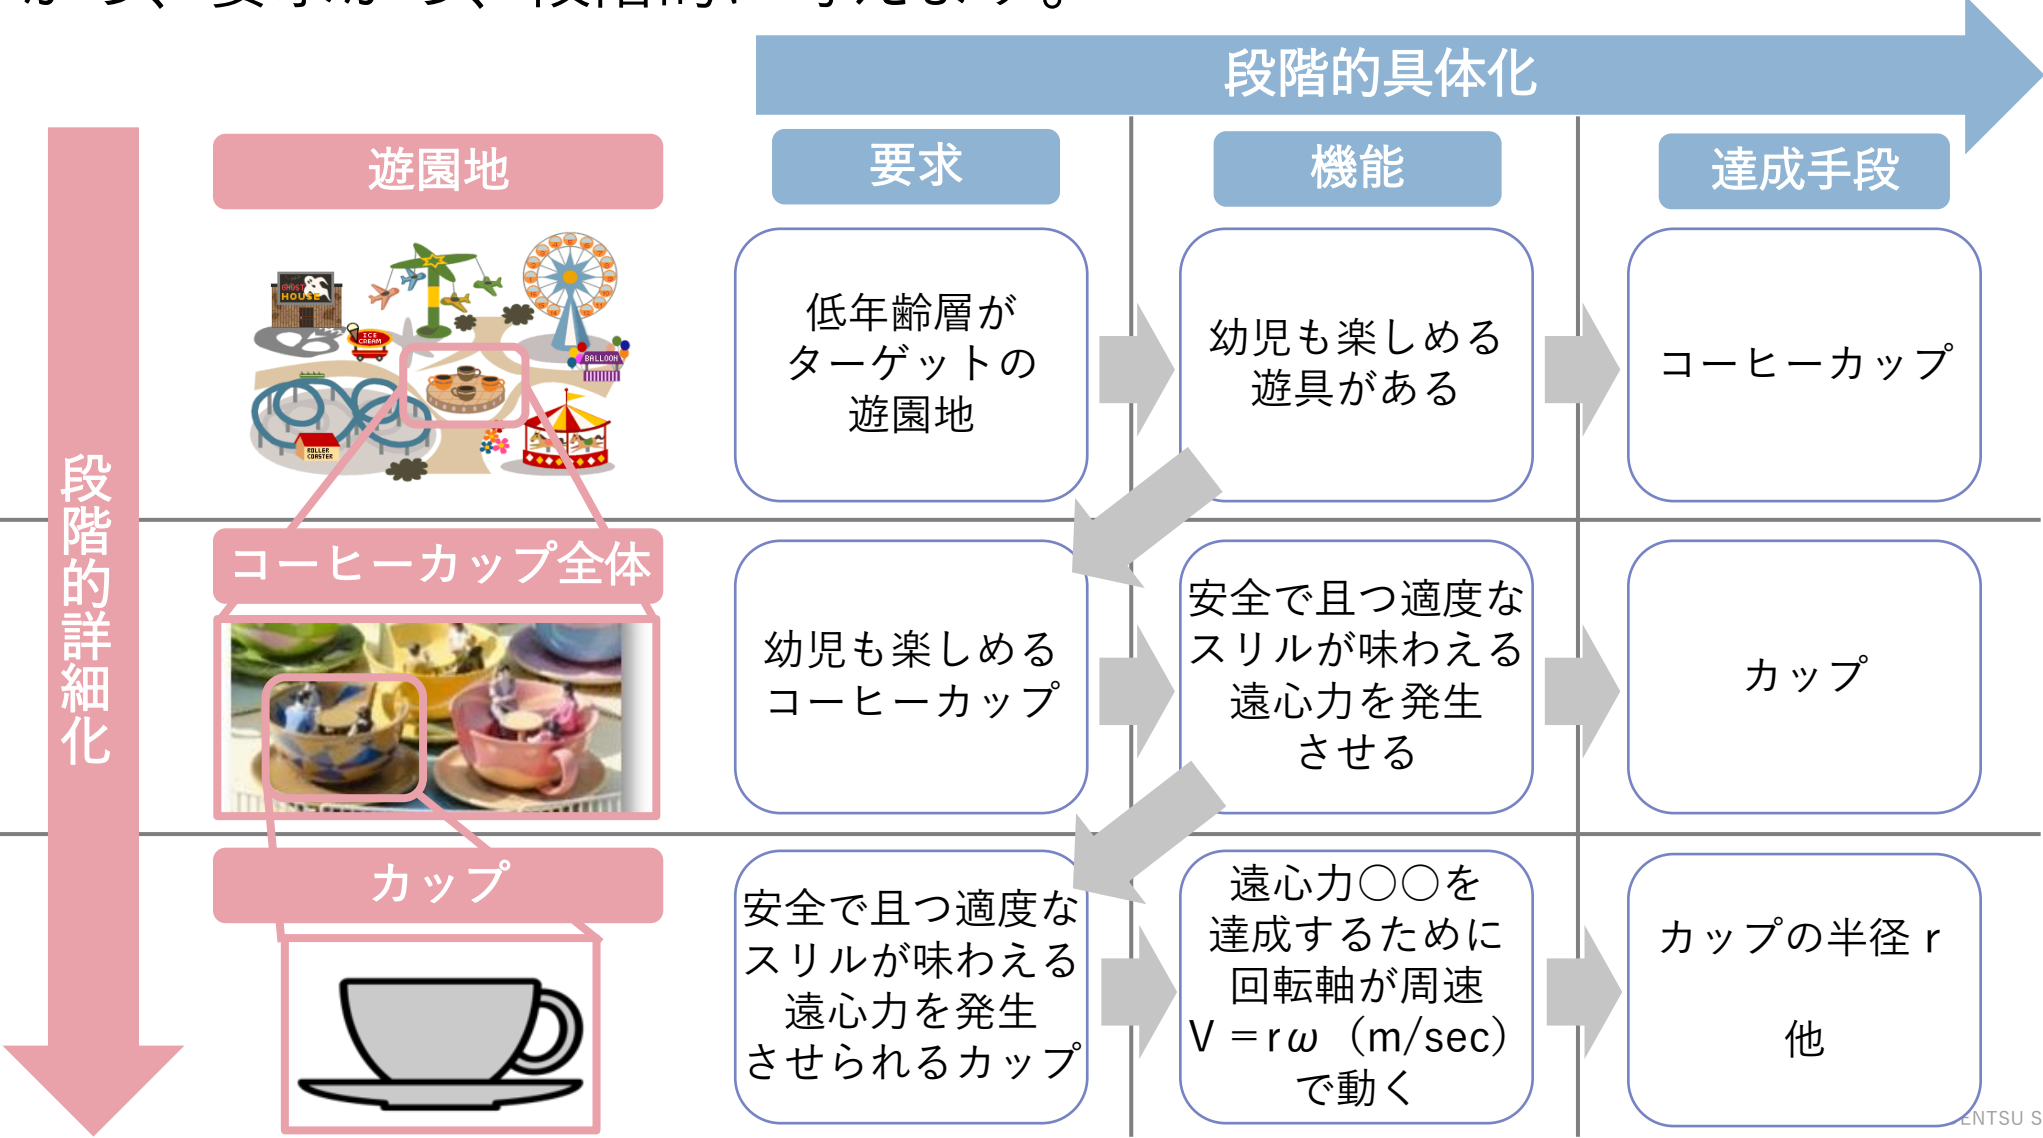 段階的具体化
遊園地
要求
機能
達成手段
GHOST
HOUSE
ICE
CREAM
BALLOON
ROLLER
COASTER
低年齢層が
ターゲットの
遊園地
幼児も楽しめる
遊具がある
コーヒーカップ
段階的詳細化
コーヒーカップ全体
幼児も楽しめる
コーヒーカップ
安全で且つ適度な
スリルが味わえる
遠心力を発生
させる
カップ
カップ
安全で且つ適度な
スリルが味わえる
遠心力を発生
させられるカップ
遠心力○○を
達成するために
回転軸が周速
V＝rω（m/sec）
で動く
カップの半径 r
他
ENTSU S